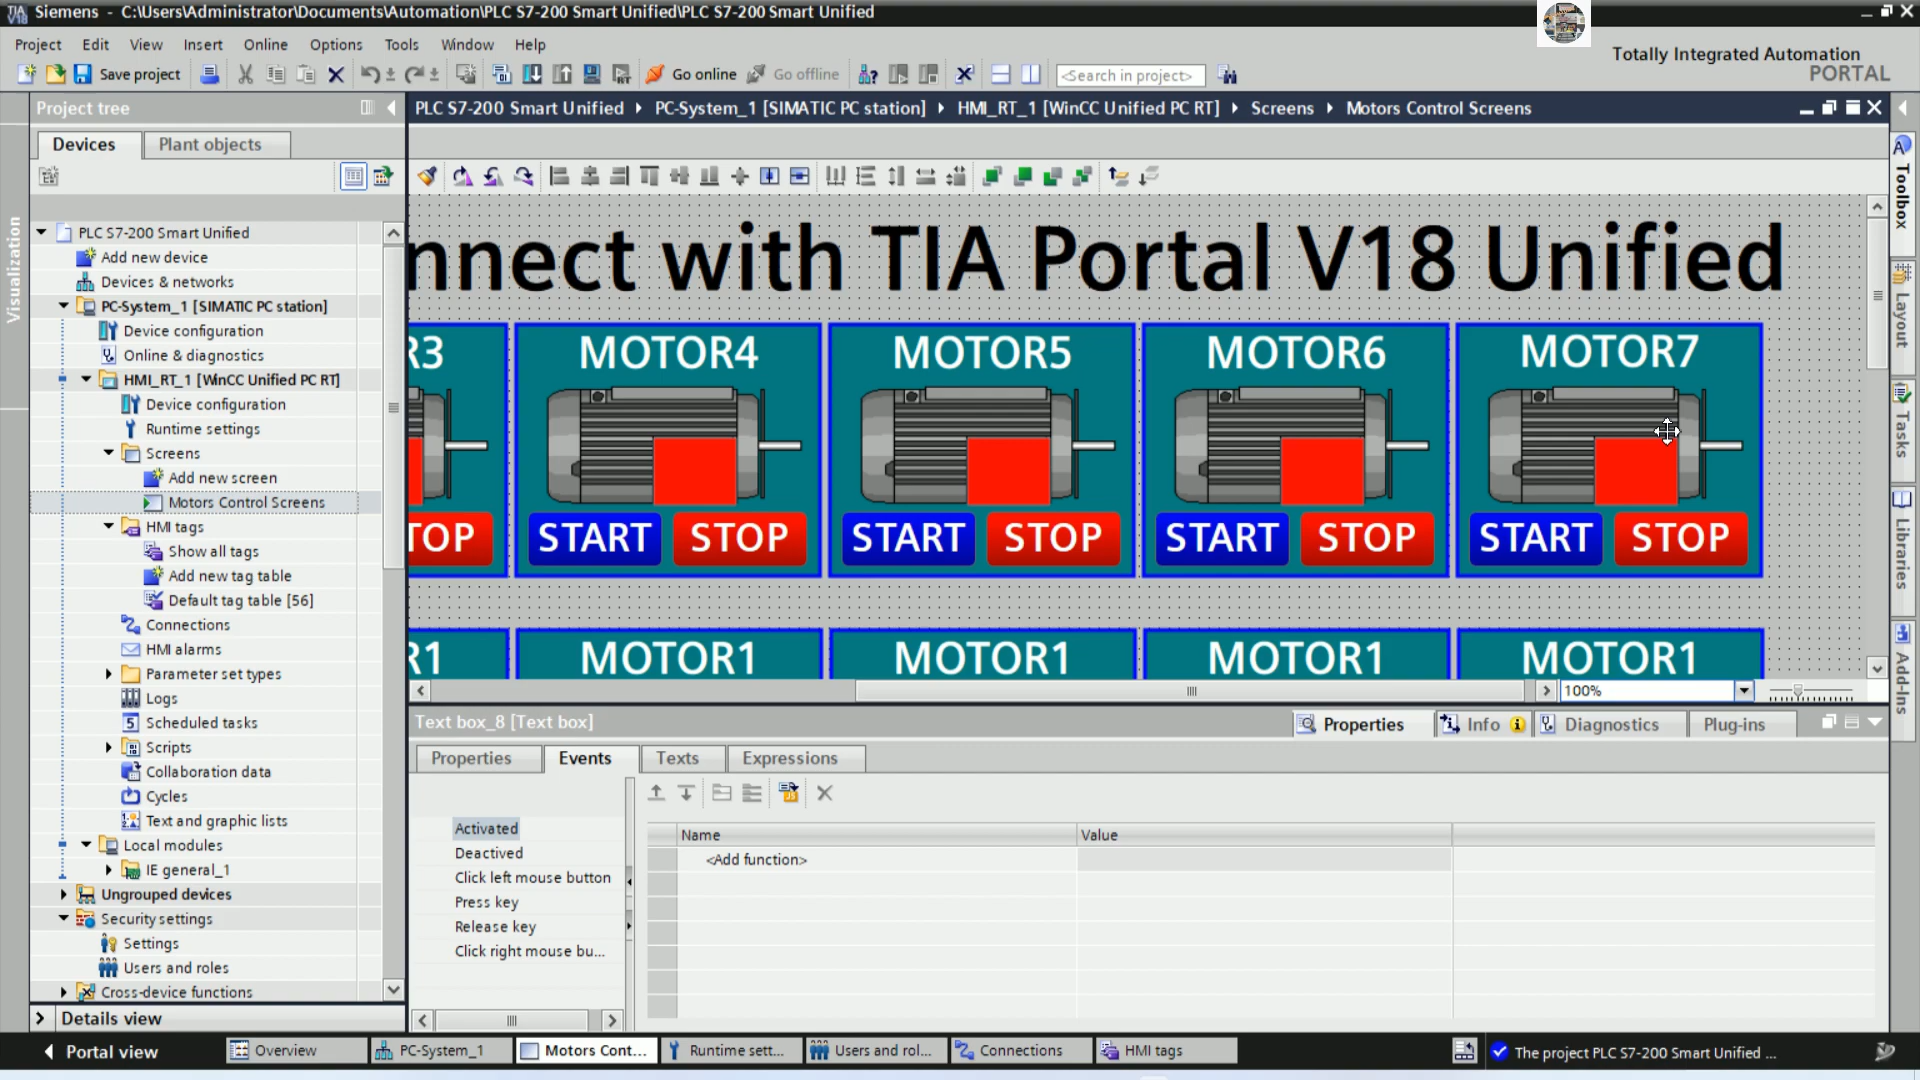 Siemens - C:\Users\Administrator\Documents\Automation\PLC S7-200 Smart Unified\PLC S7-200 Smart Unified
Project Edit View Insert Online Options Tools Window Help
Totally Integrated Automation
PORTAL
Save project
Go online
Go offline
<Search in project>
Project tree
PLC S7-200 Smart Unified
PC-System_1 [SIMATIC PC station]
HMI_RT_1 [WinCC Unified PC RT]
Screens
Motors Control Screens
Devices
Plant objects
Visualization
PLC S7-200 Smart Unified
Add new device
Devices & networks
PC-System_1 [SIMATIC PC station]
Device configuration
Online & diagnostics
HMI_RT_1 [WinCC Unified PC RT]
Device configuration
Runtime settings
Screens
Add new screen
Motors Control Screens
HMI tags
Show all tags
Add new tag table
Default tag table [56]
Connections
HMI alarms
Parameter set types
Logs
Scheduled tasks
Scripts
Collaboration data
Cycles
Text and graphic lists
Local modules
IE general_1
Ungrouped devices
Security settings
Settings
Users and roles
Cross-device functions
Details view
nnect with TIA Portal V18 Unified
R3 MOTOR4 MOTOR5 MOTOR6 MOTOR7
TOP START STOP START STOP START STOP START STOP
R1 MOTOR1 MOTOR1 MOTOR1 MOTOR1
100%
Toolbox
Layout
Tasks
Libraries
Add-Ins
Text box_8 [Text box]
Properties
Info
Diagnostics
Plug-ins
Properties
Events
Texts
Expressions
Activated
Deactived
Click left mouse button
Press key
Release key
Click right mouse bu...
Name Value
<Add function>
Portal view
Overview
PC-System_1
Motors Cont...
Runtime sett...
Users and rol...
Connections
HMI tags
The project PLC S7-200 Smart Unified ...